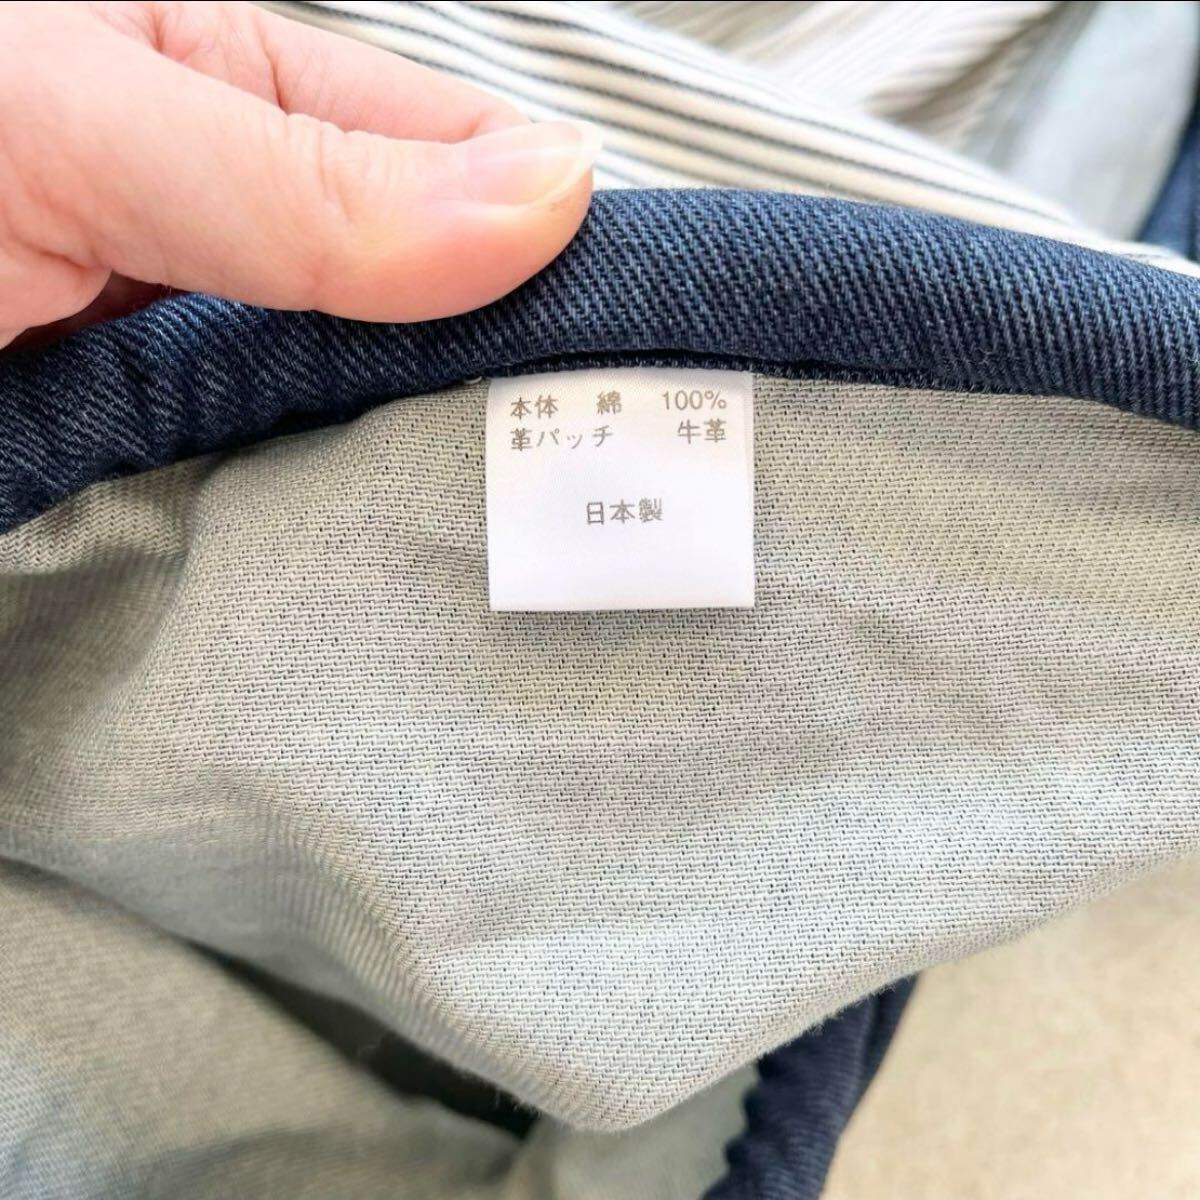 本体　綿　100%
革パッチ　牛革
日本製